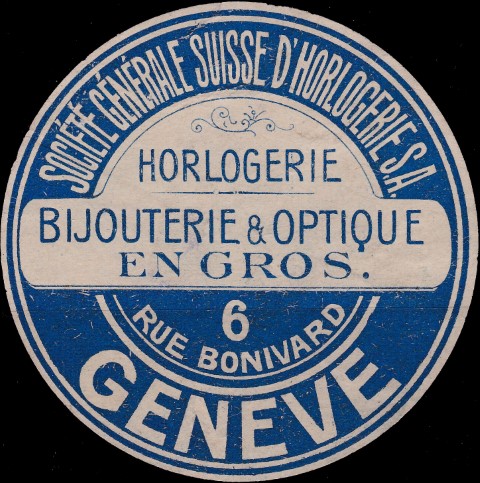 SOCIÉTÉ GÉNÉRALE SUISSE D'HORLOGERIE S.A.
HORLOGERIE
BIJOUTERIE & OPTIQUE
EN GROS.
6
RUE BONIVARD
GENEVE